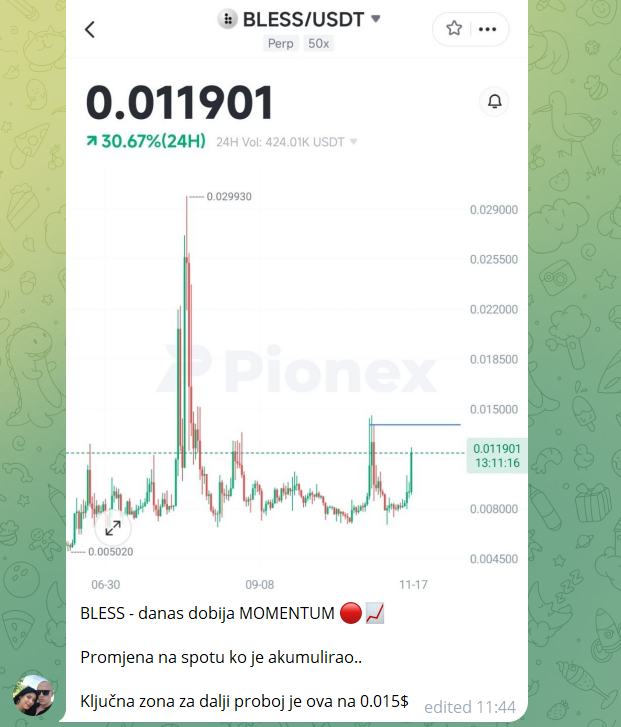 BLESS/USDT
Perp 50x
0.011901
30.67%(24H) 24H Vol: 424.01K USDT
0.029930
0.029000
0.025500
0.022000
Pionex
0.018500
0.015000
0.011901
13:11:16
0.008000
0.005020
0.004500
06-30 09-08 11-17
BLESS - danas dobija MOMENTUM
Promjena na spotu ko je akumulirao..
Ključna zona za dalji proboj je ova na 0.015$
edited 11:44